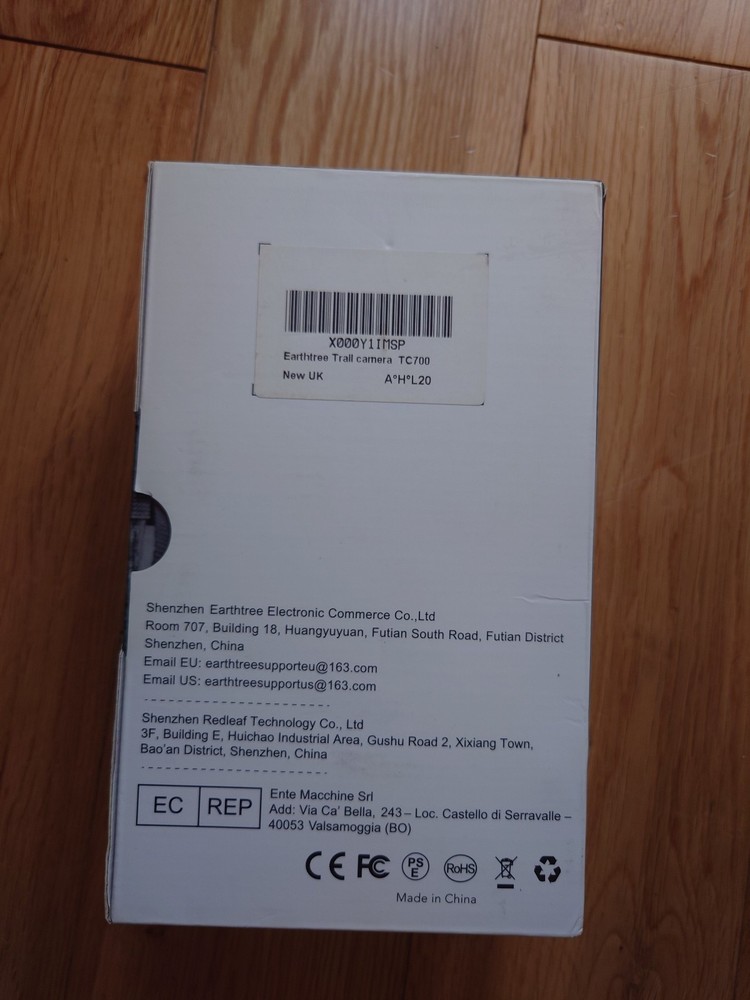 X000Y1IMSP
Earthtree Trail camera TC700
New UK A°H°L20
Shenzhen Earthtree Electronic Commerce Co.,Ltd
Room 707, Building 18, Huangyuyuan, Futian South Road, Futian District
Shenzhen, China
Email EU: earthtreesupporteu@163.com
Email US: earthtreesupportus@163.com
Shenzhen Redleaf Technology Co., Ltd
3F, Building E, Huichao Industrial Area, Gushu Road 2, Xixiang Town,
Bao'an District, Shenzhen, China
EC REP
Ente Macchine Srl
Add: Via Ca' Bella, 243 – Loc. Castello di Serravalle –
40053 Valsamoggia (BO)
CE FC PSE RoHS
Made in China